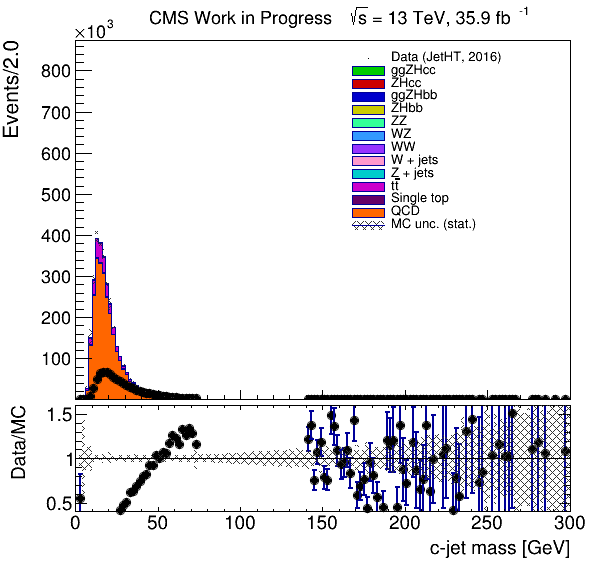 CMS Work in Progress √s = 13 TeV, 35.9 fb -1
×10³
Events/2.0
800
700
600
500
400
300
200
100
Data (JetHT, 2016)
ggZHcc
ZHcc
ggZHbb
ZHbb
ZZ
WZ
WW
W + jets
Z + jets
tt̅
Single top
QCD
MC unc. (stat.)
Data/MC
1.5
1
0.5
0 50 100 150 200 250 300
c-jet mass [GeV]